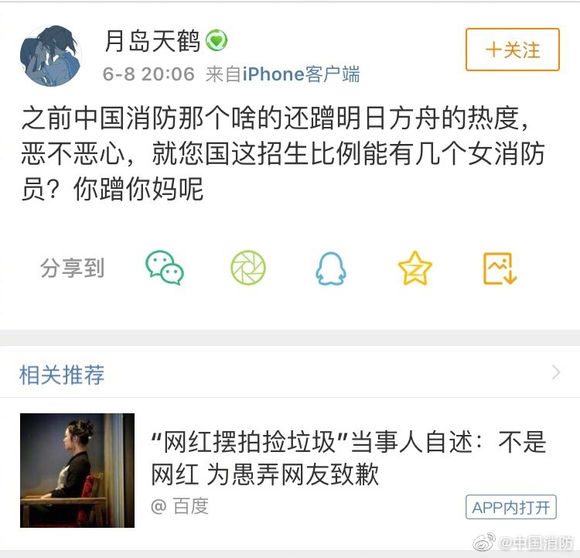 月岛天鹤
+关注
6-8 20:06 来自iPhone客户端
之前中国消防那个啥的还蹭明日方舟的热度,
恶不恶心，就您国这招生比例能有几个女消防
员？你蹭你妈呢
分享到
相关推荐
“网红摆拍捡垃圾”当事人自述：不是
网红 为愚弄网友致歉
@ 百度
APP内打开
@中国消防